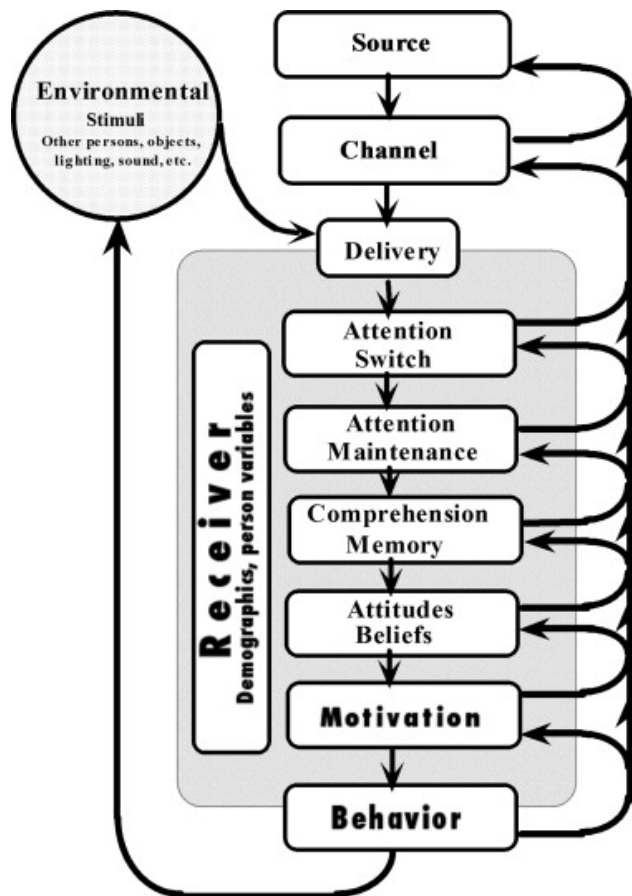 Source
Environmental
Stimuli
Other persons, objects,
lighting, sound, etc.
Channel
Delivery
Attention
Switch
Receiver
Demographics, person variables
Attention
Maintenance
Comprehension
Memory
Attitudes
Beliefs
Motivation
Behavior